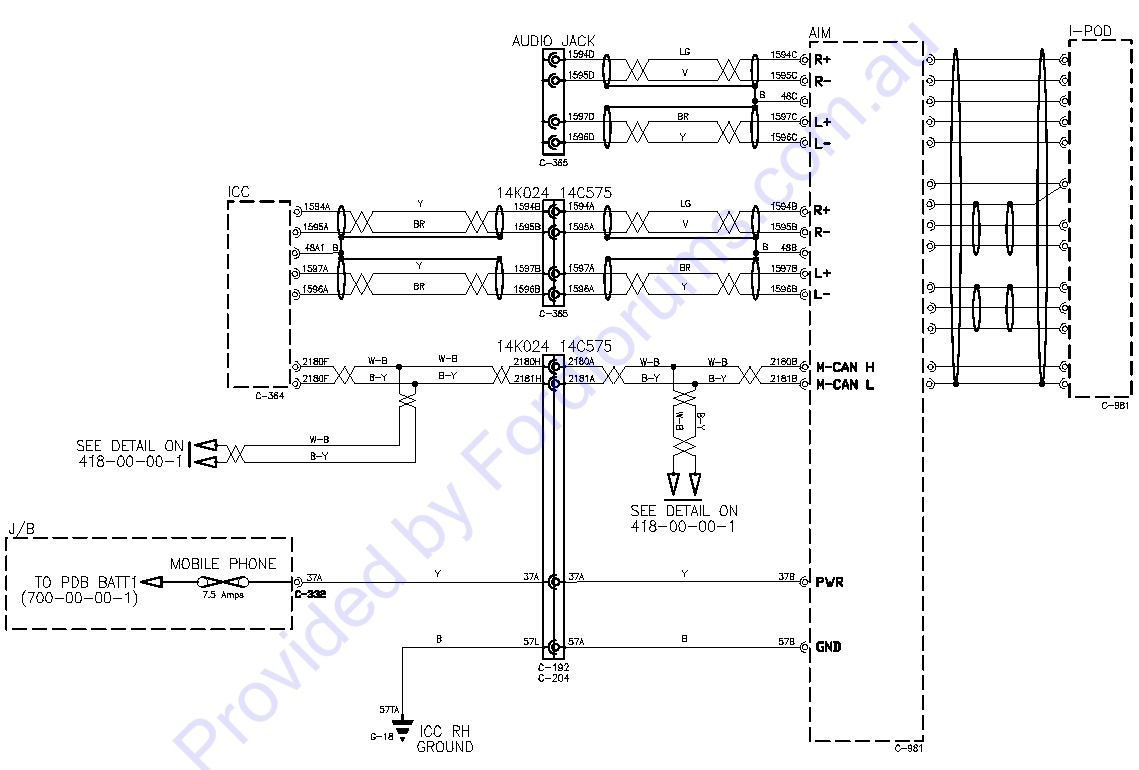 AUDIO JACK
AIM
I-POD
1594D LG 1594C R+
1595D V 1595C R-
B 48C
1597D BR 1597C L+
1596D Y 1596C L-
C-365
ICC
14K024 14C575
1594A Y 1594B 1594A LG 1594B R+
1595A BR 1595B 1595A V 1595B R-
48A1 B B 48B
1597A Y 1597B 1597A BR 1597B L+
1596A BR 1596B 1596A Y 1596B L-
C-365
14K024 14C575
2180F W-B W-B 2180H 2180A W-B W-B 2180B M-CAN H
2180F B-Y B-Y 2181H 2181A B-Y B-Y 2181B M-CAN L
C-364
C-981
W-B
B-Y
SEE DETAIL ON
418-00-00-1
W-B
B-Y
SEE DETAIL ON
418-00-00-1
J/B
MOBILE PHONE
TO PDB BATT1
(700-00-00-1)
7.5 Amps
37A Y 37A 37A Y 37B PWR
C-332
B 57L 57A B 57B GND
C-192
C-204
57TA
G-18
ICC RH
GROUND
C-981
Provided by Fordforums.com.au